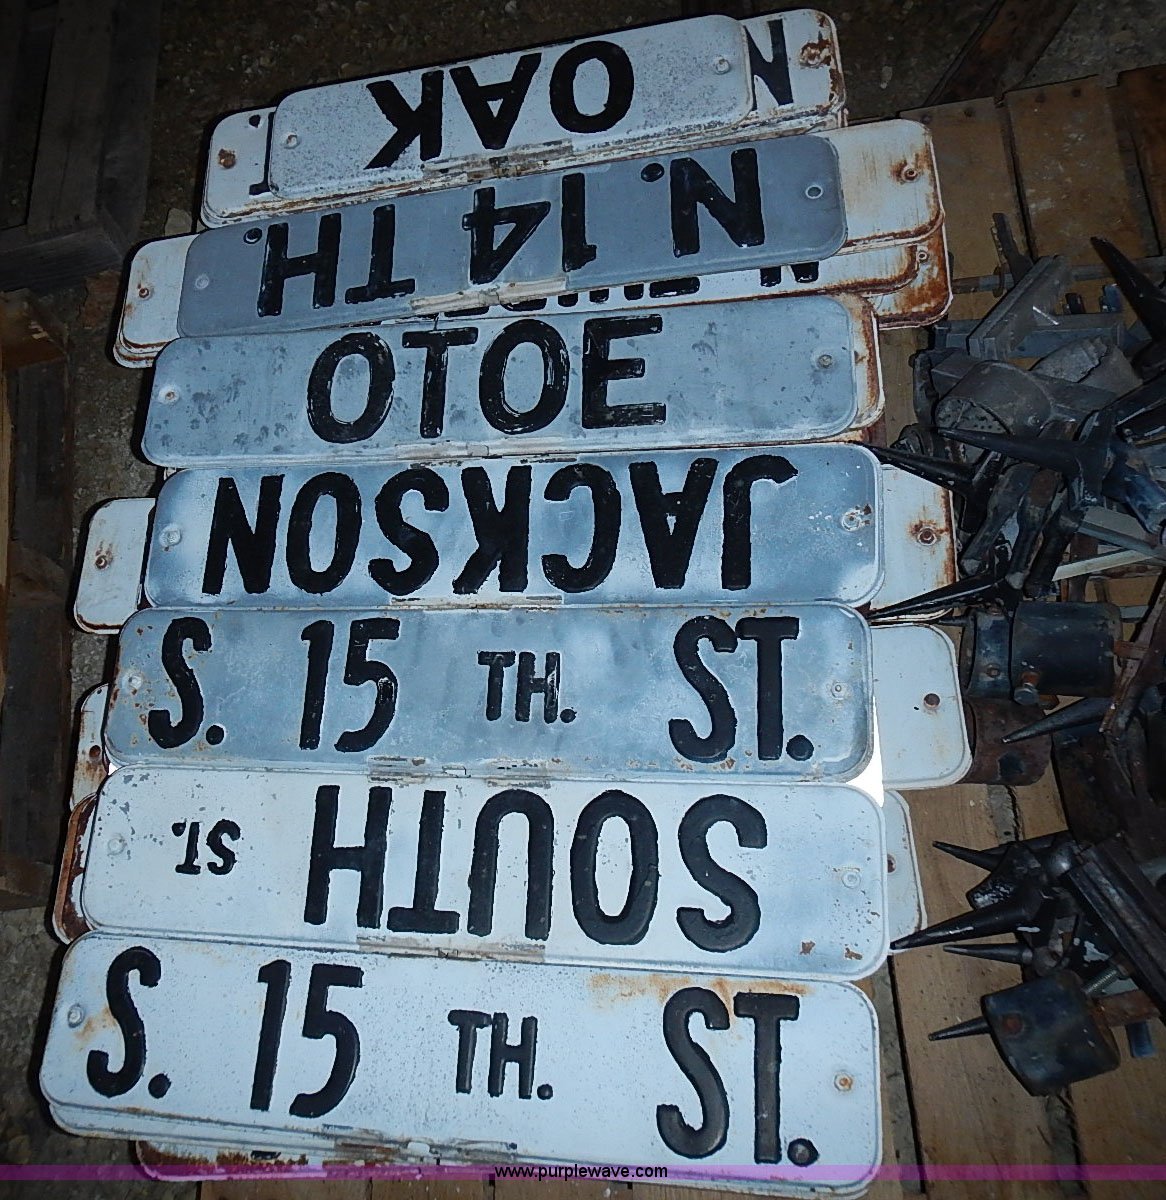 N
OAK
N. 14 TH.
N
OTOE
JACKSON
S. 15 TH. ST.
SOUTH ST.
S. 15 TH. ST.
www.purplewave.com